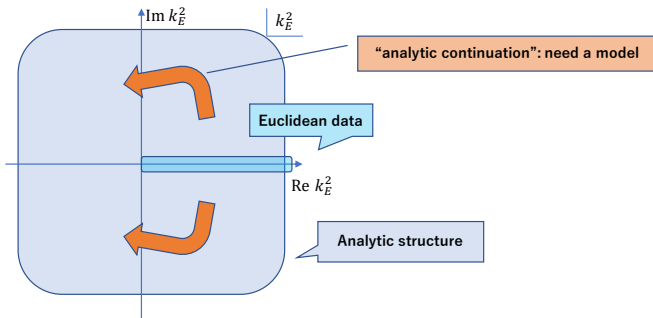 Im k_E^2
k_E^2
“analytic continuation”: need a model
Euclidean data
Re k_E^2
Analytic structure